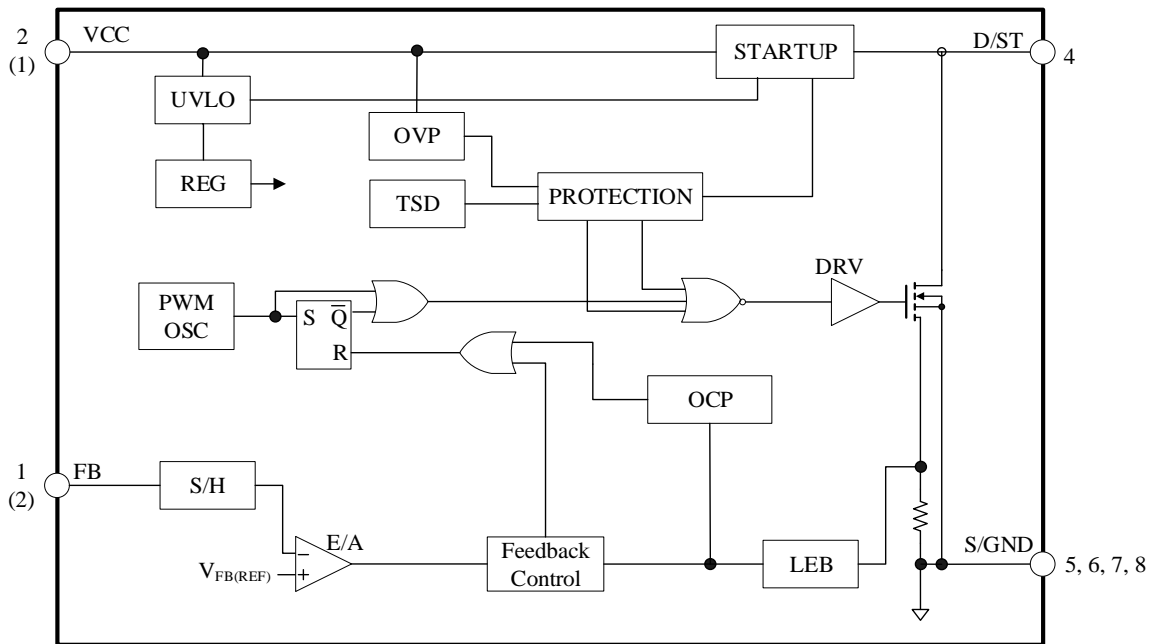 2
(1)
VCC
STARTUP
D/ST
4
UVLO
OVP
REG
TSD
PROTECTION
DRV
PWM
OSC
S
Q̅
R
OCP
1
(2)
FB
S/H
E/A
−
+
VFB(REF)
Feedback
Control
LEB
S/GND
5, 6, 7, 8